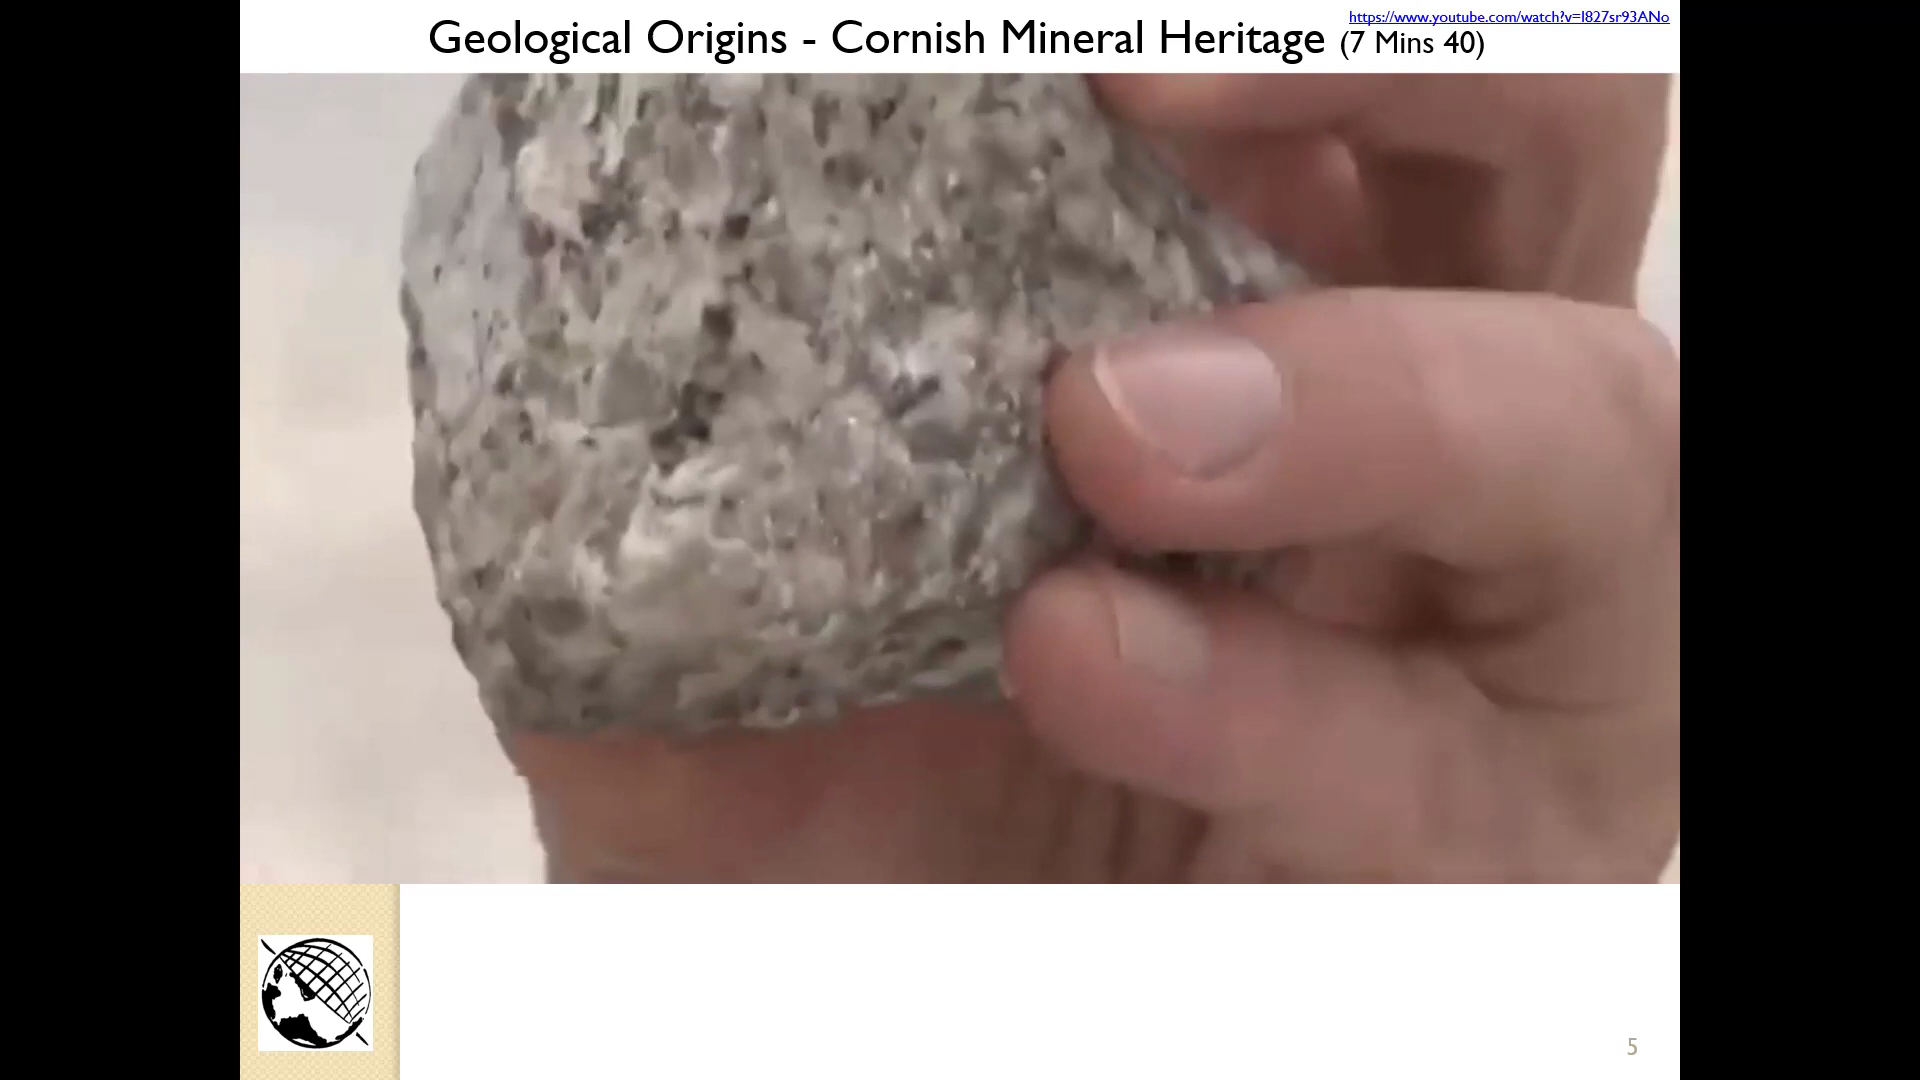 https://www.youtube.com/watch?v=I827sr93ANo
Geological Origins - Cornish Mineral Heritage (7 Mins 40)
5